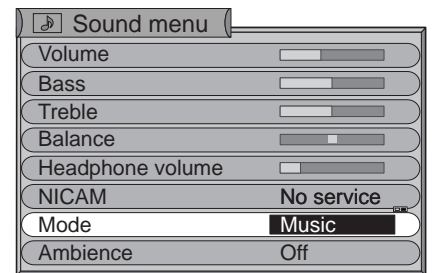 Sound menu
Volume
Bass
Treble
Balance
Headphone volume
NICAM No service
Mode Music
Ambience Off